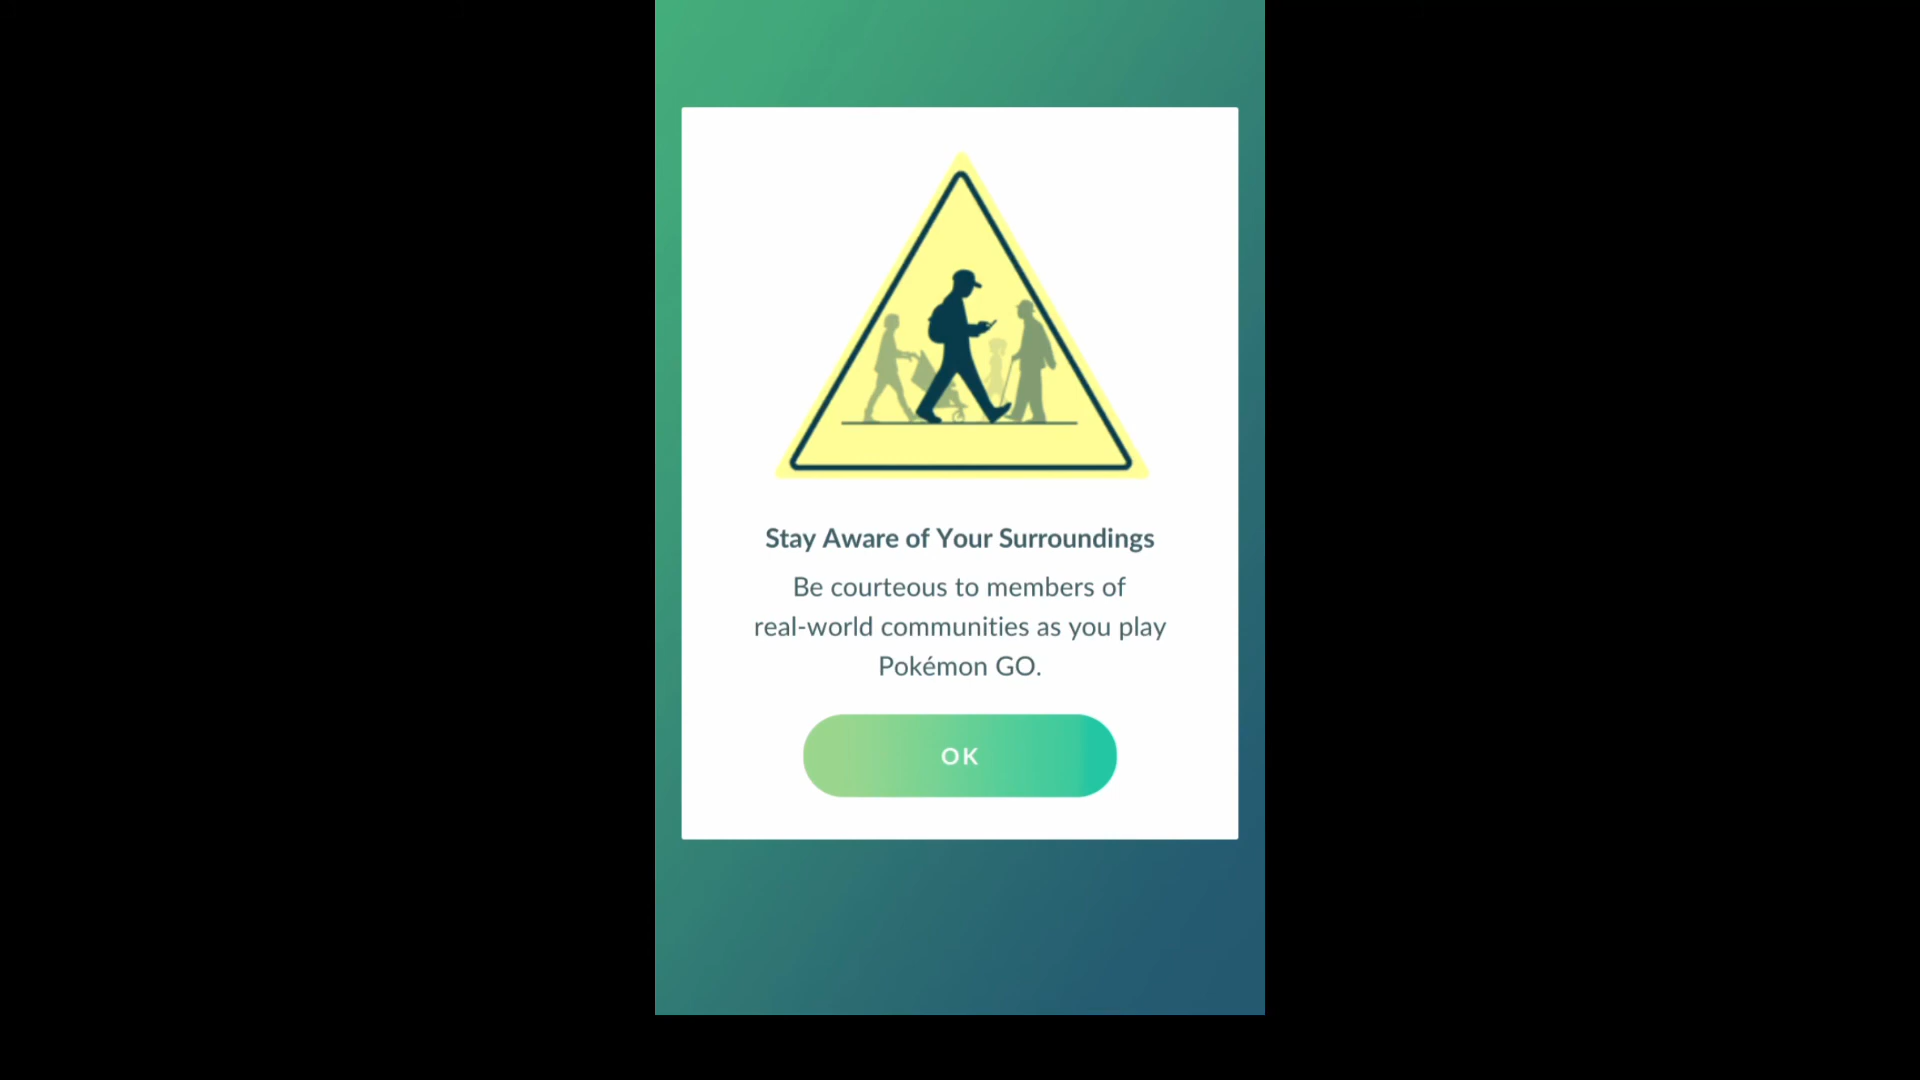 Stay Aware of Your Surroundings
Be courteous to members of
real-world communities as you play
Pokémon GO.
OK